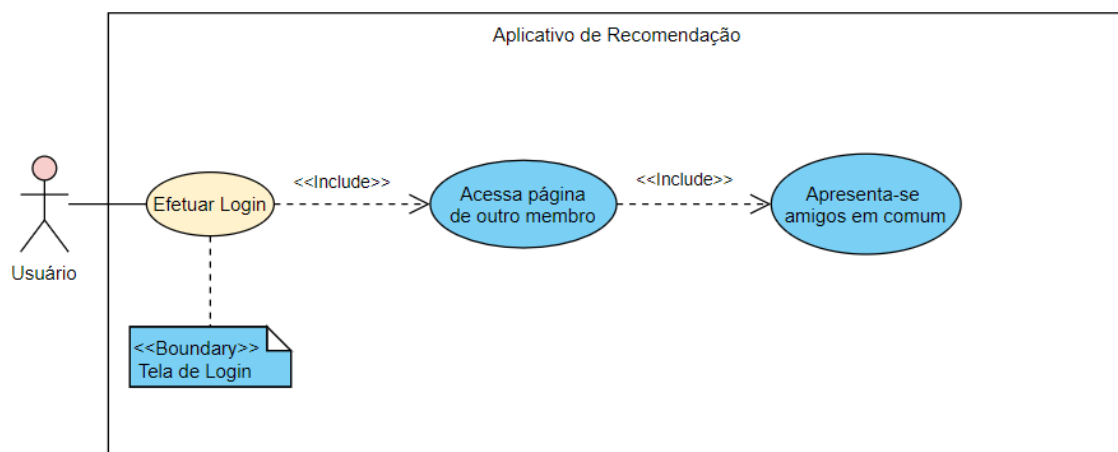 Aplicativo de Recomendação
Efetuar Login
<<Include>>
Acessa página
de outro membro
<<Include>>
Apresenta-se
amigos em comum
Usuário
<<Boundary>>
Tela de Login